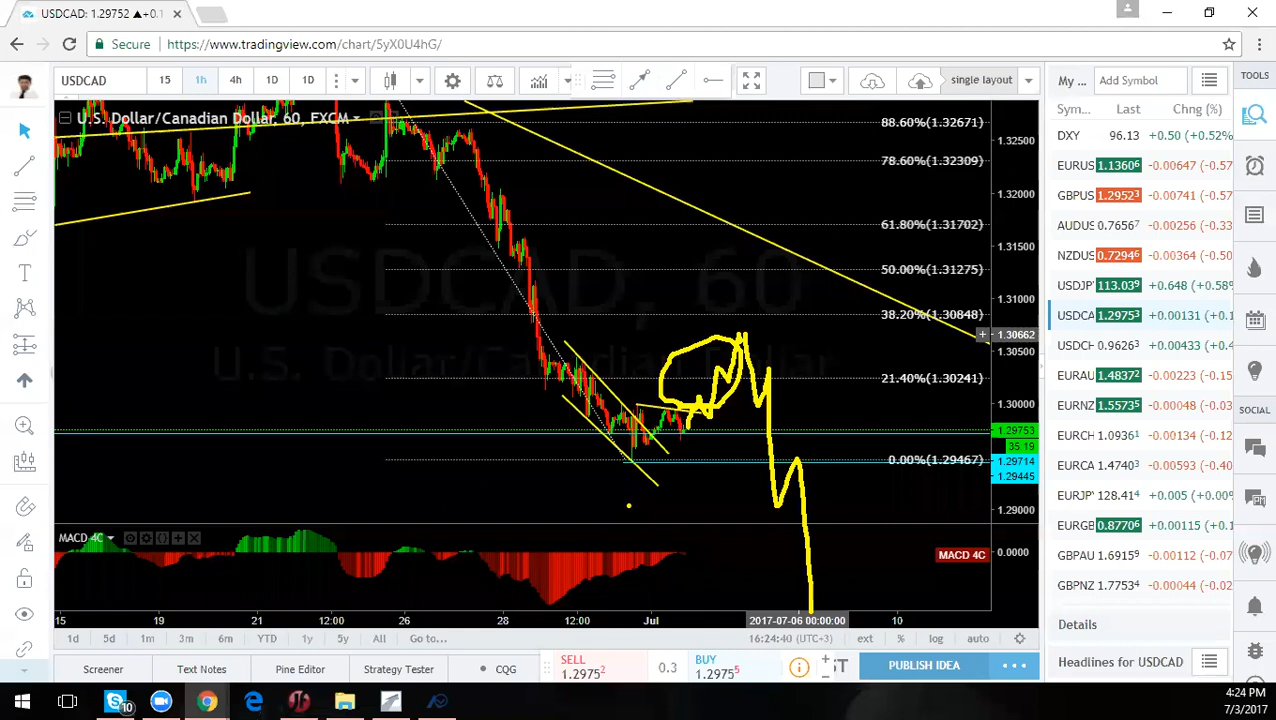 USDCAD: 1.29752 ▲+0.1
Secure https://www.tradingview.com/chart/5yX0U4hG/
USDCAD 15 1h 4h 1D 1D single layout My ... Add Symbol TOOLS
U.S. Dollar/Canadian Dollar, 60, FXCM
USDCAD, 60
U.S. Dollar/Canadian Dollar
88.60%(1.32671)
78.60%(1.32309)
61.80%(1.31702)
50.00%(1.31275)
38.20%(1.30848)
21.40%(1.30241)
0.00%(1.29467)
1.32500
1.32000
1.31500
1.31000
1.30662
1.30500
1.30000
1.29753
35:19
1.29714
1.29445
1.29000
MACD 4C
MACD 4C
0.0000
15 19 21 12:00 26 28 12:00 Jul 2017-07-06 00:00:00 10
1d 5d 1m 3m 6m YTD 1y 5y All Go to... 16:24:40 (UTC+3) ext % log auto
Screener Text Notes Pine Editor Strategy Tester CQG
SELL 1.29752 0.3 BUY 1.29755 ST PUBLISH IDEA
Sy... Last Chng (%)
DXY 96.13 +0.50 (+0.52%
EURUS 1.13606 -0.00647 (-0.57
GBPUS 1.29523 -0.00741 (-0.57
AUDUS 0.76567 -0.00256 (-0.33
NZDUS 0.72946 -0.00364 (-0.50
USDJP 113.039 +0.648 (+0.58%
USDCA 1.29753 +0.00131 (+0.1
USDCH 0.96263 +0.00433 (+0.4
EURAU 1.48372 -0.00368 (-0.2
EURNZ 1.55735 -0.00048 (-0.0
EURCA 1.47403 -0.00593 (-0.40
EURJP 128.414 +0.005 (+0.00%
EURGB 0.87706 +0.00115 (+0.1
GBPAU 1.69159 -0.00112 (-0.07
GBPNZ 1.77534 -0.00044 (-0.02
Details
Headlines for USDCAD
SOCIAL
10
4:24 PM
7/3/2017